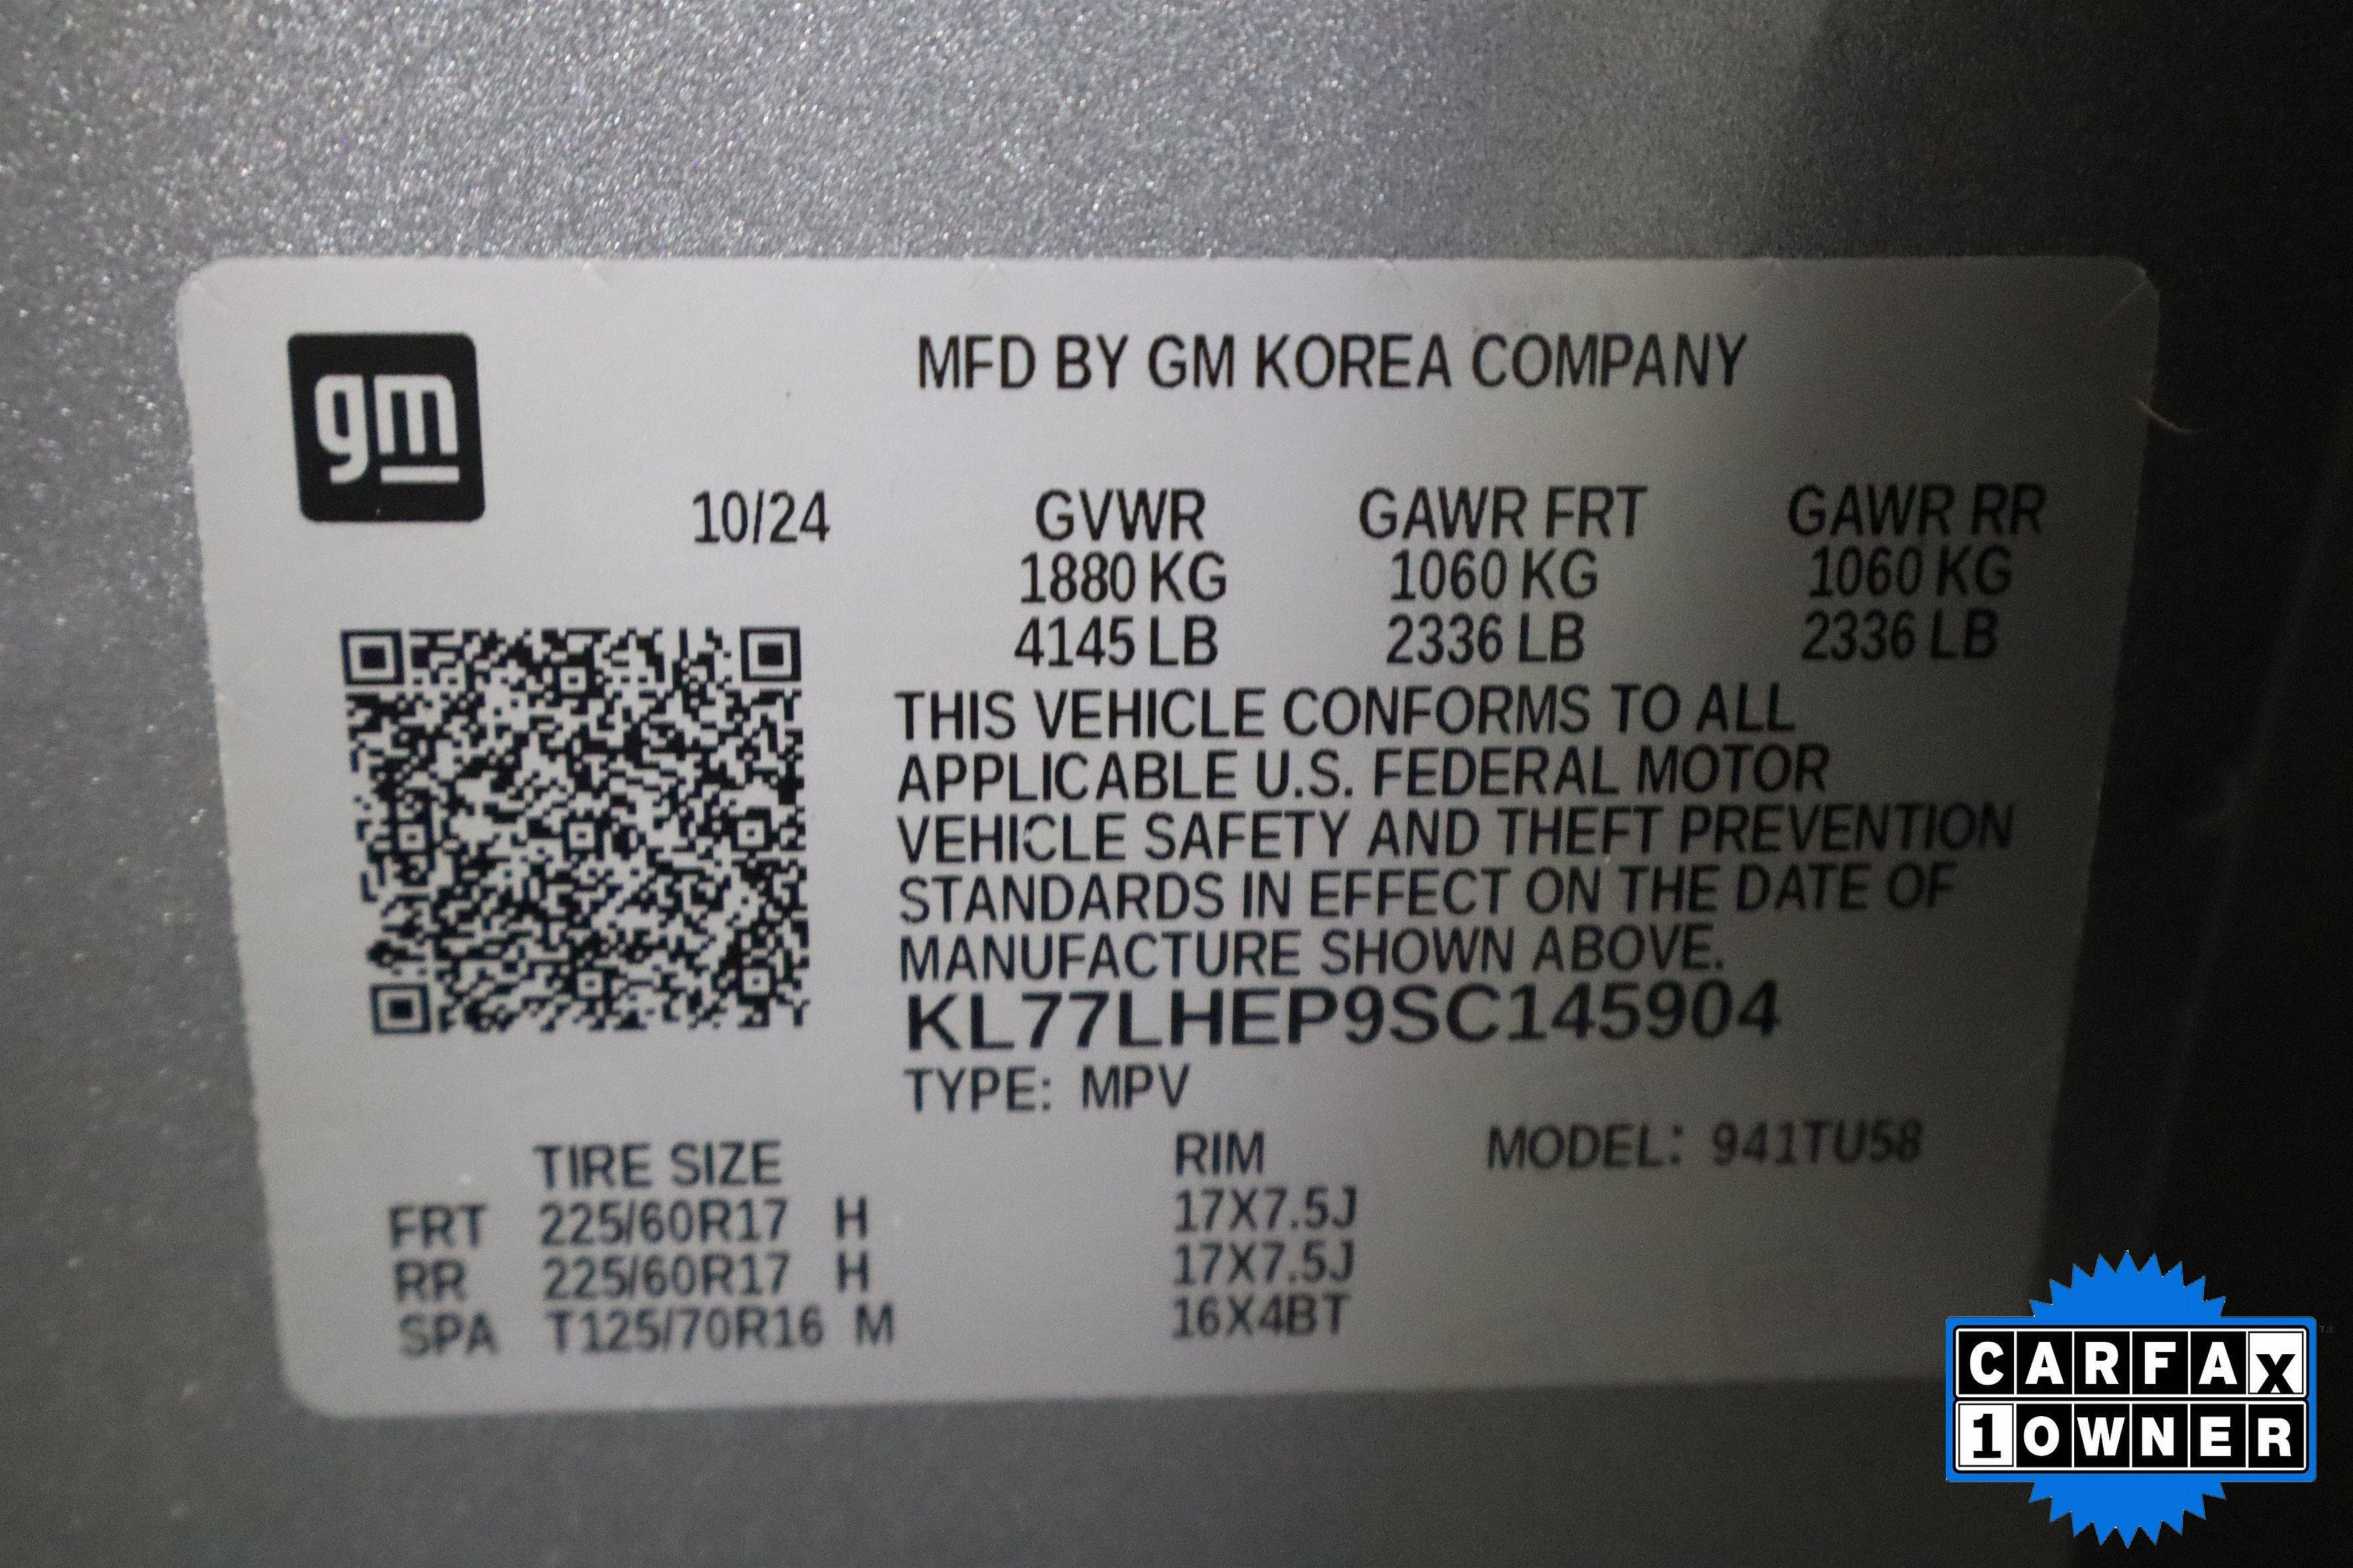 gm
MFD BY GM KOREA COMPANY
10/24 GVWR GAWR FRT GAWR RR
1880 KG 1060 KG 1060 KG
4145 LB 2336 LB 2336 LB
THIS VEHICLE CONFORMS TO ALL
APPLICABLE U.S. FEDERAL MOTOR
VEHICLE SAFETY AND THEFT PREVENTION
STANDARDS IN EFFECT ON THE DATE OF
MANUFACTURE SHOWN ABOVE.
KL77LHEP9SC145904
TYPE: MPV
TIRE SIZE RIM MODEL: 941TU58
FRT 225/60R17 H 17X7.5J
RR 225/60R17 H 17X7.5J
SPA T125/70R16 M 16X4BT
CARFAX
1 OWNER